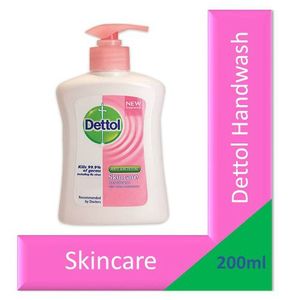 NEW
Dettol
Kills 99.9%
of germs
Skincare
Recommended
by Doctors
Dettol Handwash
Skincare
200ml